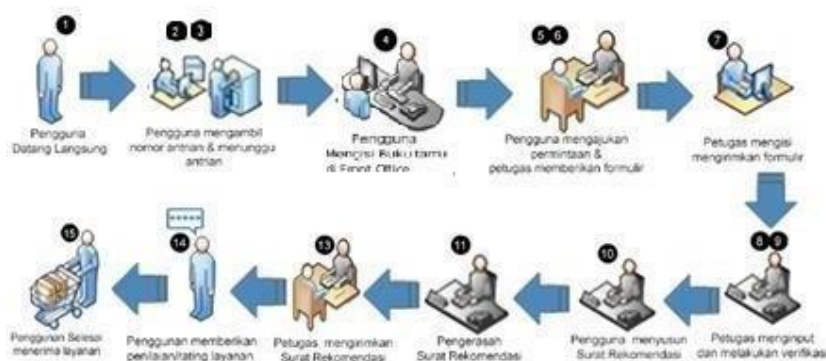 1
Pengguna
Datang Langsung
2 3
Pengguna mengambil
nomor antrian & menunggu
antrian
4
Pengguna
Mengisi Buku tamu
di Front Office
5 6
Pengguna mengajukan
permintaan &
petugas memberikan formulir
7
Petugas mengisi
mengirimkan formulir
8 9
Petugas menginput
dan melakukan verifikasi
10
Pengguna menyusun
Surat Rekomendasi
11
Pengerasah
Surat Rekomendasi
13
Petugas mengirimkan
Surat Rekomendasi
14
Penggunan memberikan
penilaian/rating layanan
15
Penggunan Selesai
menerima layanan